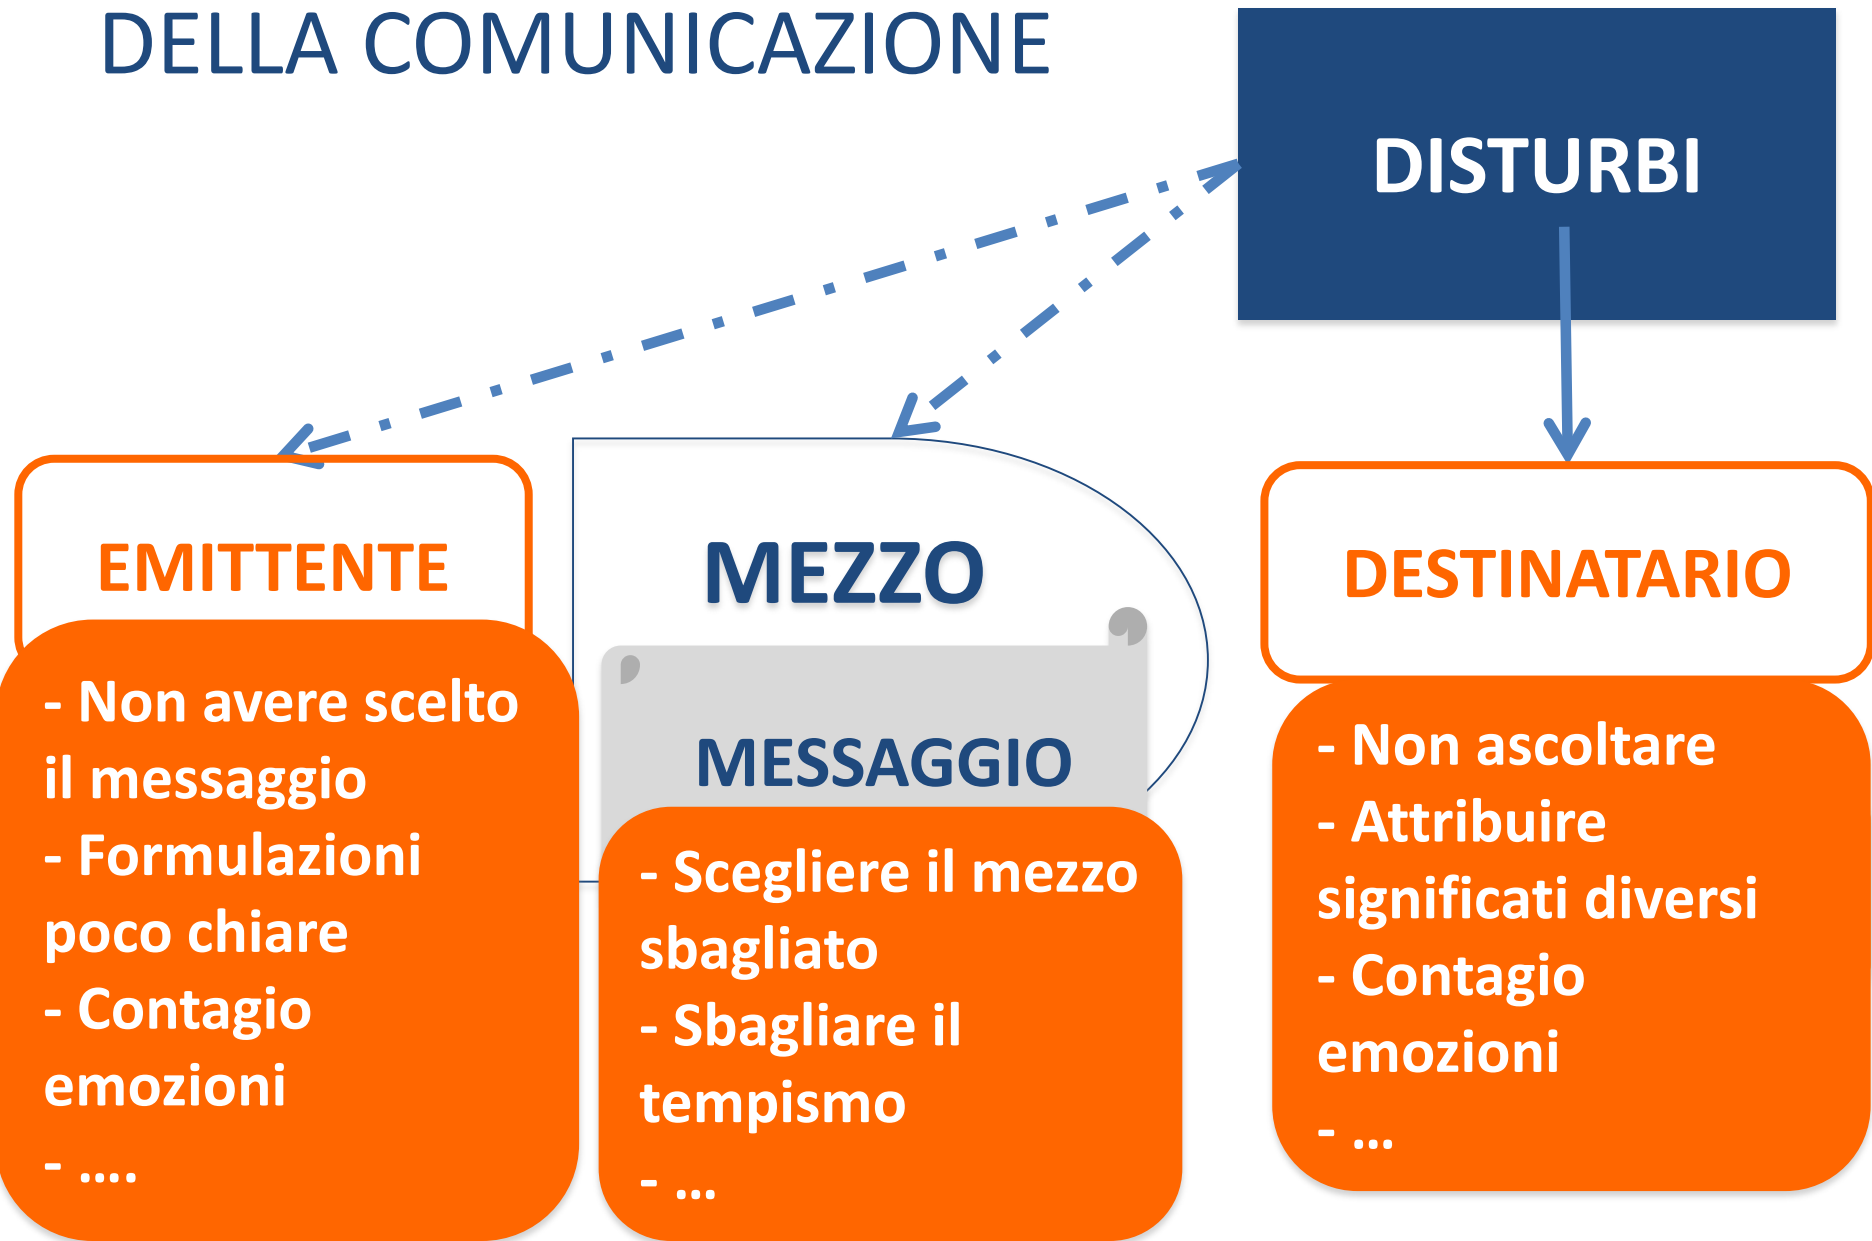 DELLA COMUNICAZIONE
DISTURBI
EMITTENTE
- Non avere scelto
il messaggio
- Formulazioni
poco chiare
- Contagio
emozioni
- ....
MEZZO
MESSAGGIO
- Scegliere il mezzo
sbagliato
- Sbagliare il
tempismo
- ...
DESTINATARIO
- Non ascoltare
- Attribuire
significati diversi
- Contagio
emozioni
- ...